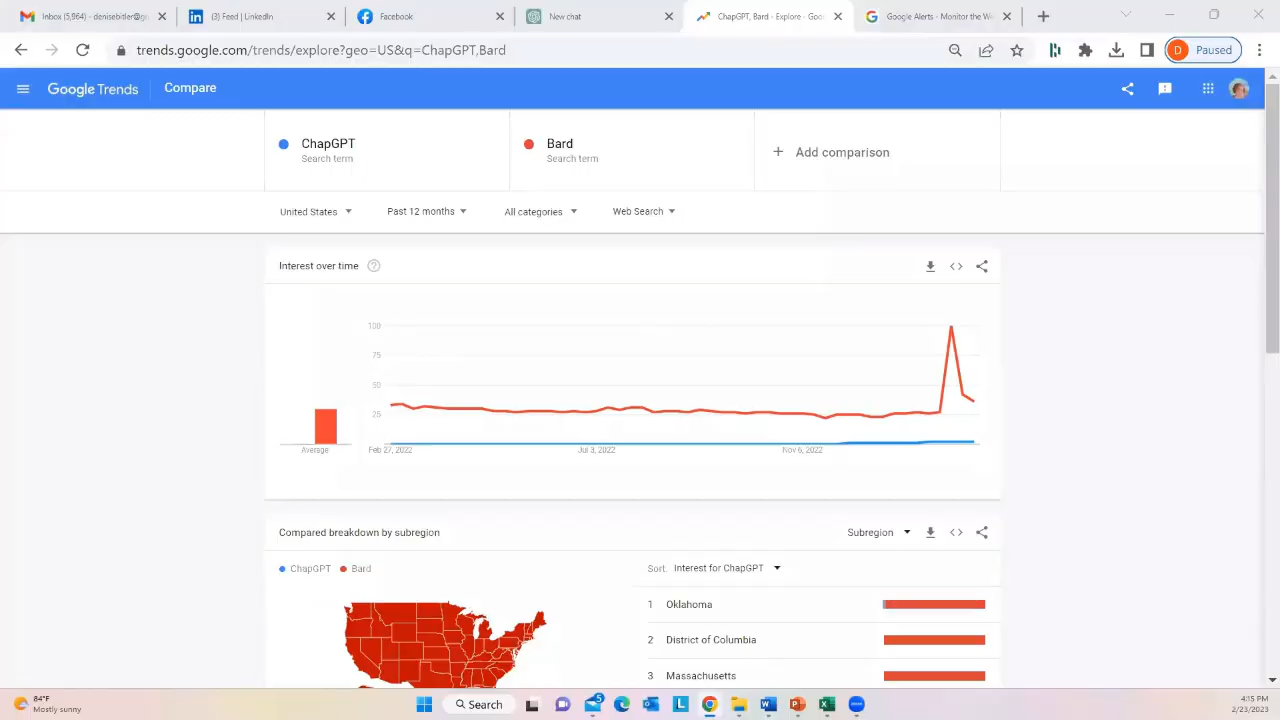 Inbox (5,964) - denisebitler@g
(3) Feed | LinkedIn
Facebook
New chat
ChapGPT, Bard - Explore - Goo
Google Alerts - Monitor the We
trends.google.com/trends/explore?geo=US&q=ChapGPT,Bard
D Paused
Google Trends Compare
ChapGPT
Search term
Bard
Search term
+ Add comparison
United States Past 12 months All categories Web Search
Interest over time ?
100
75
50
25
Average
Feb 27, 2022 Jul 3, 2022 Nov 6, 2022
Compared breakdown by subregion
Subregion
ChapGPT Bard
Sort: Interest for ChapGPT
1 Oklahoma
2 District of Columbia
3 Massachusetts
84°F
Mostly sunny
Search
5
4:15 PM
2/23/2023